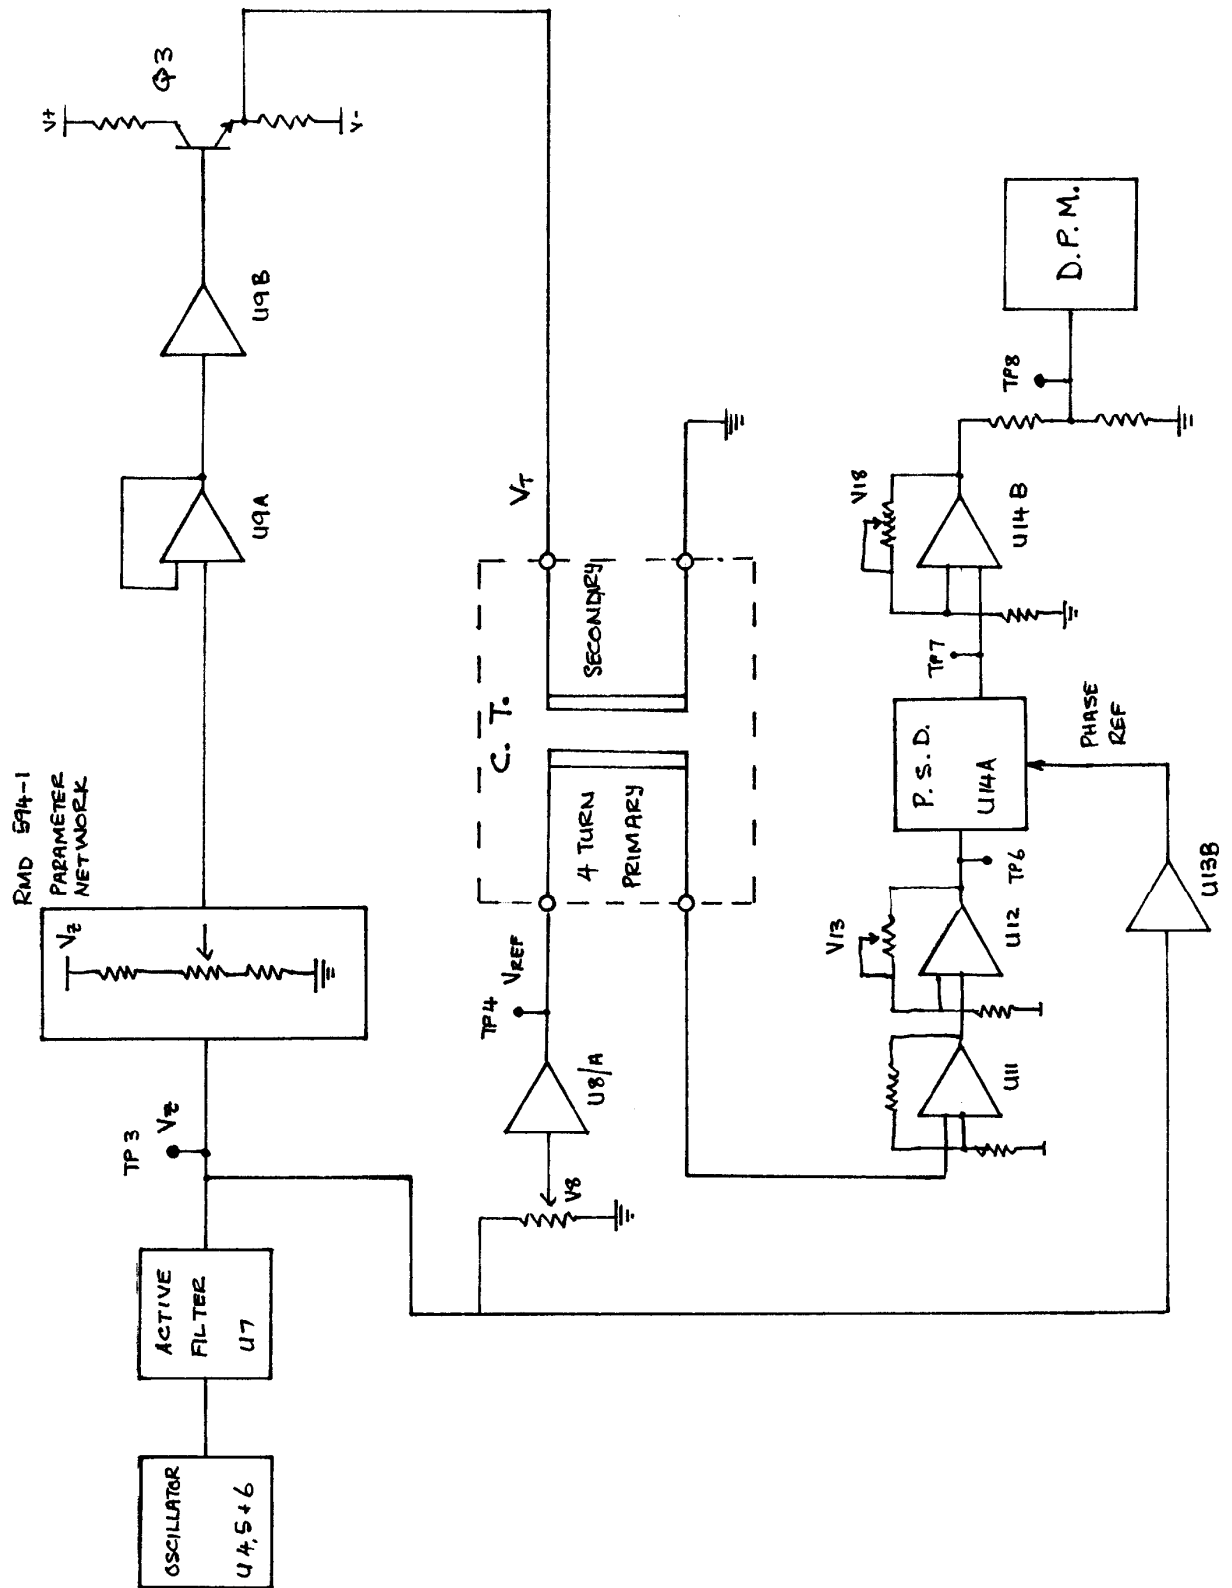 OSCILLATOR
U4,5+6
ACTIVE
FILTER
U7
TP3
Vz
RMD 594-1
PARAMETER
NETWORK
Vz
U9A
U9B
V+
Q3
V-
V8
U8/A
TP4
VREF
C. T.
4 TURN
PRIMARY
SECONDARY
VT
U11
V13
U12
TP6
P. S. D.
U14A
PHASE
REF
U13B
TP7
V18
U14B
TP8
D. P. M.